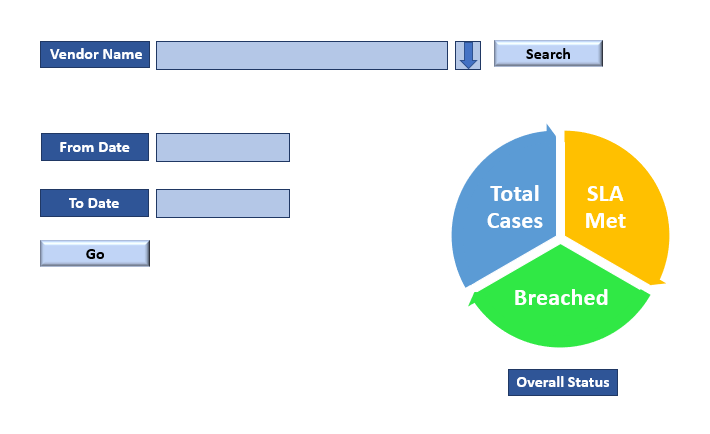 Vendor Name
Search
From Date
To Date
Go
Total
Cases
SLA
Met
Breached
Overall Status